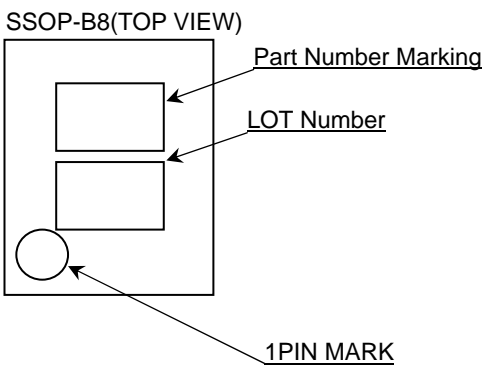 SSOP-B8(TOP VIEW)
Part Number Marking
LOT Number
1PIN MARK